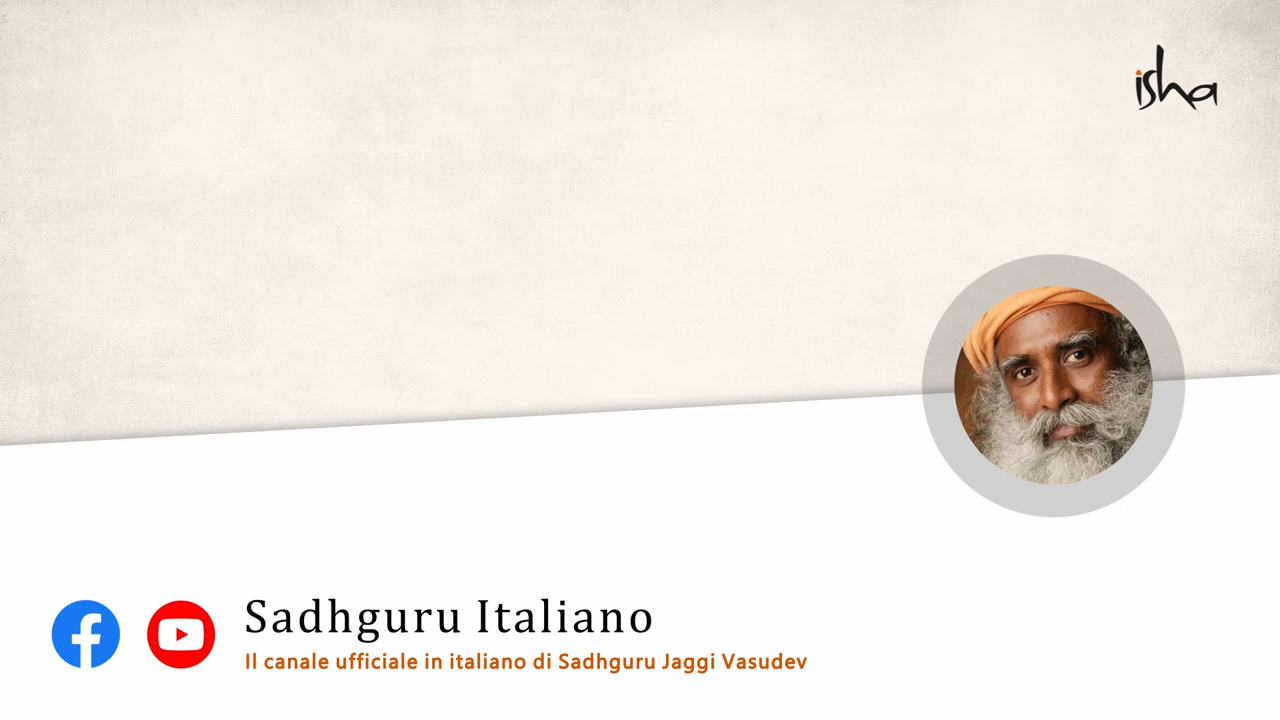 isha
Sadhguru Italiano
Il canale ufficiale in italiano di Sadhguru Jaggi Vasudev